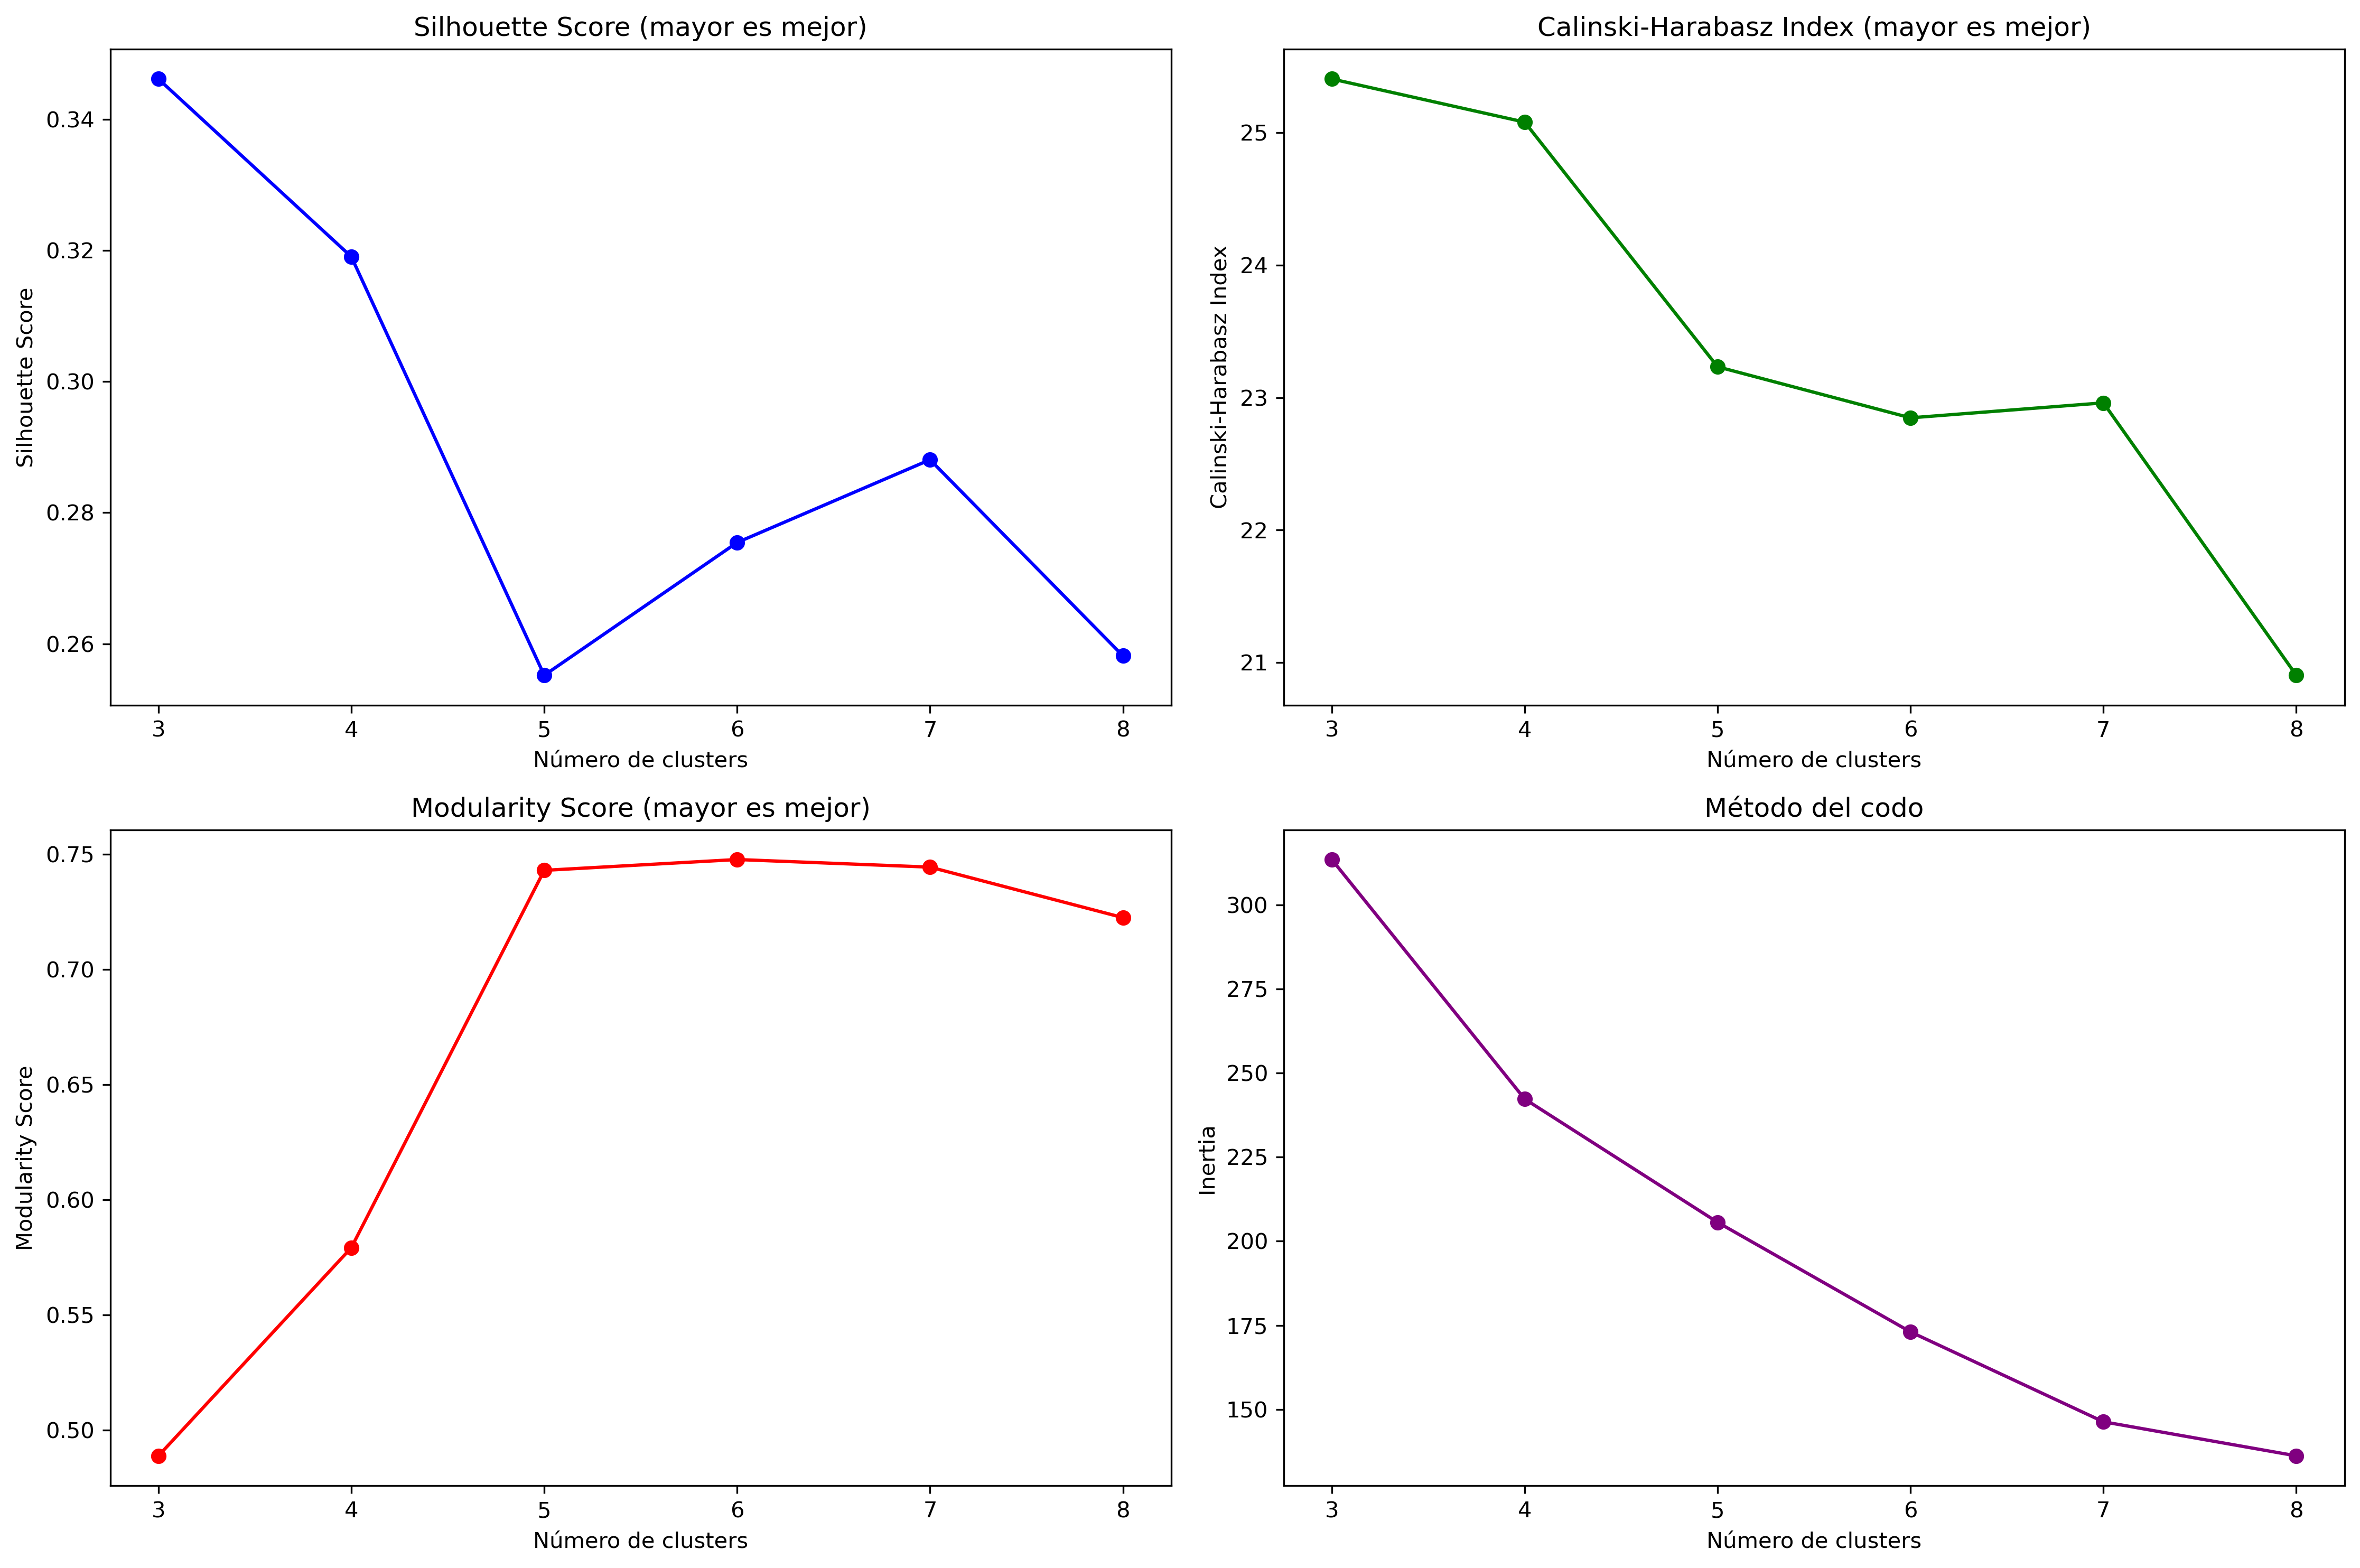 Silhouette Score (mayor es mejor)
Silhouette Score
0.34
0.32
0.30
0.28
0.26
3 4 5 6 7 8
Número de clusters
Calinski-Harabasz Index (mayor es mejor)
Calinski-Harabasz Index
25
24
23
22
21
3 4 5 6 7 8
Número de clusters
Modularity Score (mayor es mejor)
Modularity Score
0.75
0.70
0.65
0.60
0.55
0.50
3 4 5 6 7 8
Número de clusters
Método del codo
Inertia
300
275
250
225
200
175
150
3 4 5 6 7 8
Número de clusters